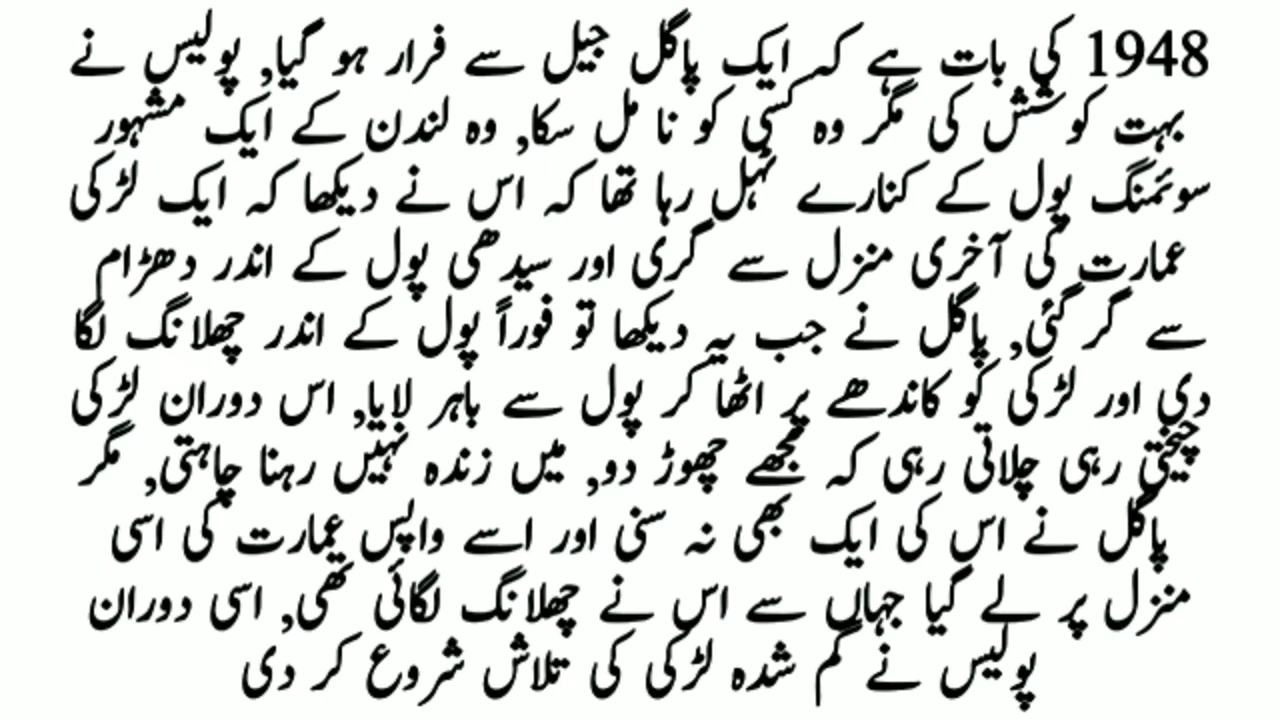 1948 کی بات ہے کہ ایک پاگل جیل سے فرار ہو گیا, پولیس نے
بہت کوشش کی مگر وہ کسی کو نا مل سکا, وہ لندن کے ایک مشہور
سوئمنگ پول کے کنارے ٹہل رہا تھا کہ اس نے دیکھا کہ ایک لڑکی
عمارت کی آخری منزل سے گری اور سیدھی پول کے اندر دھڑام
سے گر گئی, پاگل نے جب یہ دیکھا تو فوراً پول کے اندر چھلانگ لگا
دی اور لڑکی کو کاندھے پر اٹھا کر پول سے باہر لایا, اس دوران لڑکی
چیختی رہی چلاتی رہی کہ مجھے چھوڑ دو, میں زندہ نہیں رہنا چاہتی, مگر
پاگل نے اس کی ایک بھی نہ سنی اور اسے واپس عمارت کی اسی
منزل پر لے گیا جہاں سے اس نے چھلانگ لگائی تھی, اسی دوران
پولیس نے گم شدہ لڑکی کی تلاش شروع کر دی